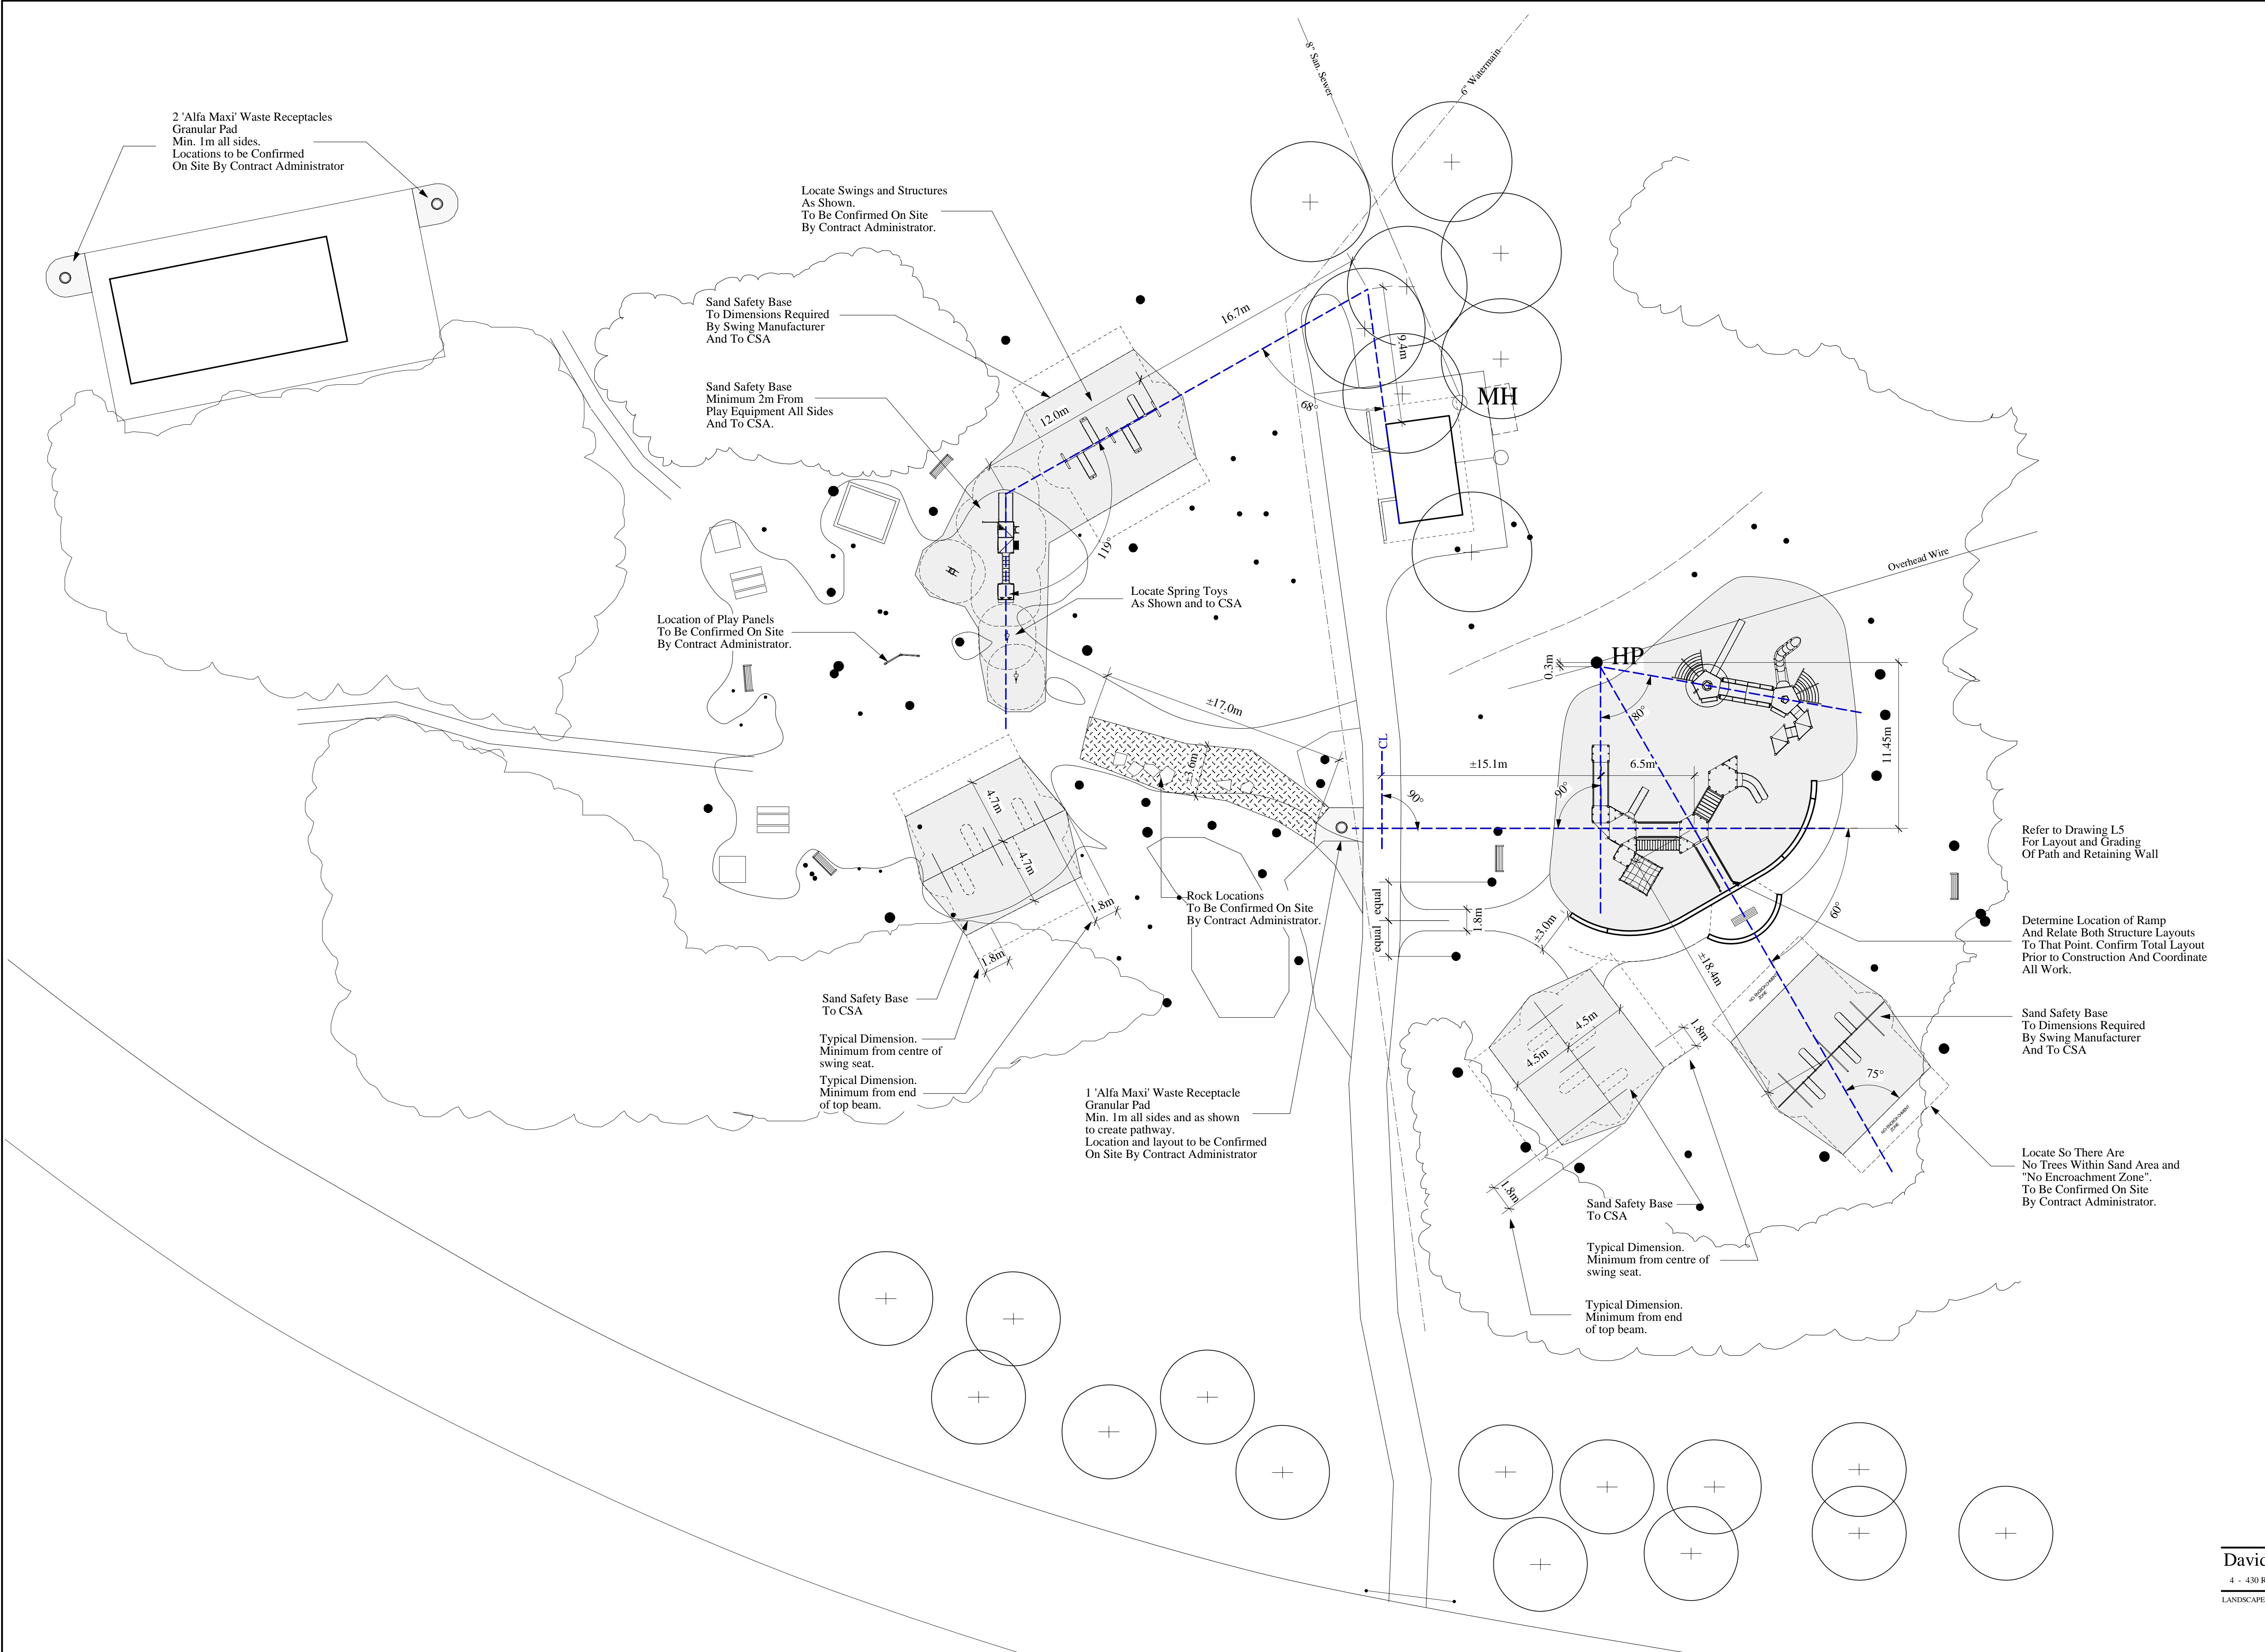 8" San. Sewer
6" Watermain
2 'Alfa Maxi' Waste Receptacles
Granular Pad
Min. 1m all sides.
Locations to be Confirmed
On Site By Contract Administrator
Locate Swings and Structures
As Shown.
To Be Confirmed On Site
By Contract Administrator.
Sand Safety Base
To Dimensions Required
By Swing Manufacturer
And To CSA
16.7m
9.4m
Sand Safety Base
Minimum 2m From
Play Equipment All Sides
And To CSA.
12.0m
68°
MH
119°
Overhead Wire
Locate Spring Toys
As Shown and to CSA
Location of Play Panels
To Be Confirmed On Site
By Contract Administrator.
HP
0.3m
80°
±17.0m
±3.6m
CL
±15.1m
6.5m
11.45m
90°
90°
4.7m
4.7m
1.8m
1.8m
Refer to Drawing L5
For Layout and Grading
Of Path and Retaining Wall
Rock Locations
To Be Confirmed On Site
By Contract Administrator.
equal
equal
1.8m
±3.0m
60°
±18.4m
Determine Location of Ramp
And Relate Both Structure Layouts
To That Point. Confirm Total Layout
Prior to Construction And Coordinate
All Work.
Sand Safety Base
To CSA
NO-ENCROACHMENT
ZONE
Sand Safety Base
To Dimensions Required
By Swing Manufacturer
And To CSA
Typical Dimension.
Minimum from centre of
swing seat.
4.5m
4.5m
1.8m
75°
Typical Dimension.
Minimum from end
of top beam.
1 'Alfa Maxi' Waste Receptacle
Granular Pad
Min. 1m all sides and as shown
to create pathway.
Location and layout to be Confirmed
On Site By Contract Administrator
NO-ENCROACHMENT
ZONE
Locate So There Are
No Trees Within Sand Area and
"No Encroachment Zone".
To Be Confirmed On Site
By Contract Administrator.
1.8m
Sand Safety Base
To CSA
Typical Dimension.
Minimum from centre of
swing seat.
Typical Dimension.
Minimum from end
of top beam.
David
4 - 430 R
LANDSCAPE